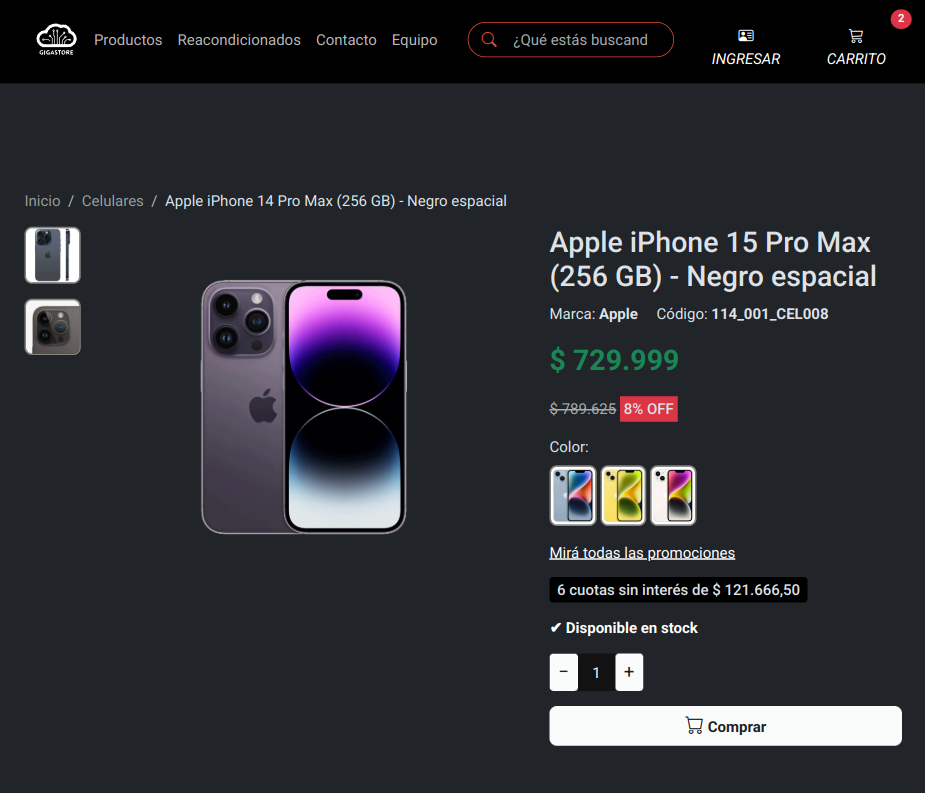 GIGASTORE
Productos Reacondicionados Contacto Equipo
¿Qué estás buscand
INGRESAR
2
CARRITO
Inicio / Celulares / Apple iPhone 14 Pro Max (256 GB) - Negro espacial
Apple iPhone 15 Pro Max
(256 GB) - Negro espacial
Marca: Apple Código: 114_001_CEL008
$ 729.999
$ 789.625 8% OFF
Color:
Mirá todas las promociones
6 cuotas sin interés de $ 121.666,50
✔ Disponible en stock
− 1 +
Comprar